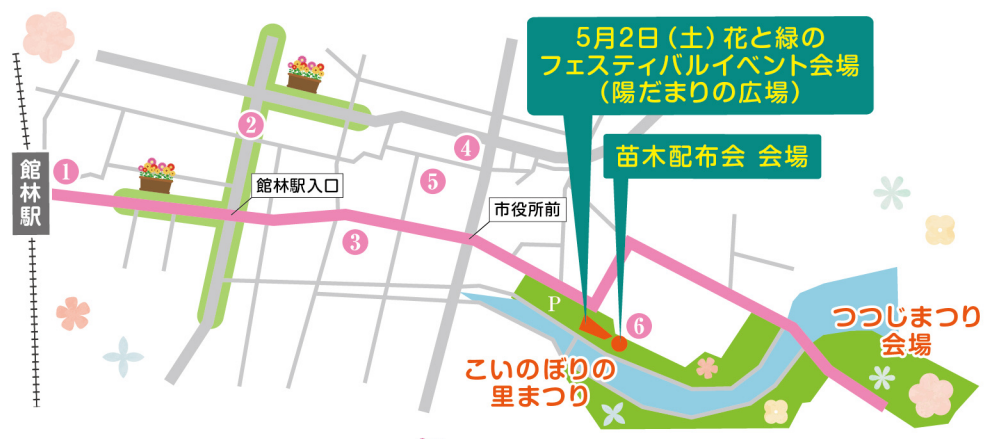 5月2日（土）花と緑の
フェスティバルイベント会場
（陽だまりの広場）
苗木配布会 会場
館林駅
1
2
館林駅入口
3
4
5
市役所前
P
6
こいのぼりの
里まつり
つつじまつり
会場